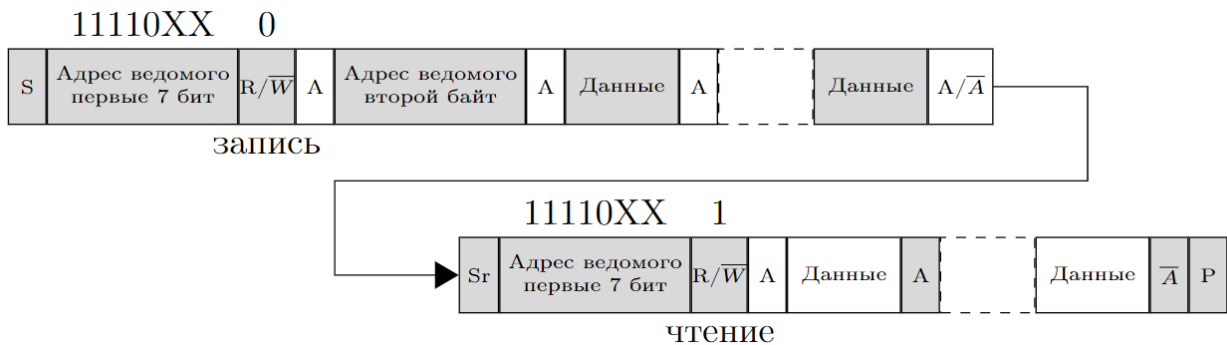 11110XX 0
S Адрес ведомого первые 7 бит R/W̅ A Адрес ведомого второй байт A Данные A Данные A/A̅
запись
11110XX 1
Sr Адрес ведомого первые 7 бит R/W̅ A Данные A Данные A̅ P
чтение